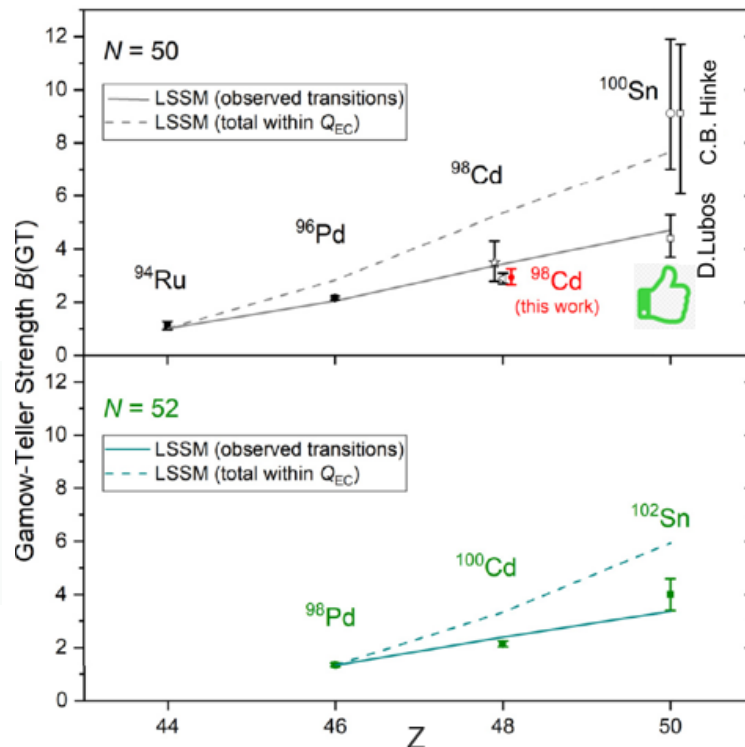 Gamow-Teller Strength B(GT)
12
10
8
6
4
2
0
N = 50
LSSM (observed transitions)
LSSM (total within Q_EC)
⁹⁴Ru
⁹⁶Pd
⁹⁸Cd
¹⁰⁰Sn
C.B. Hinke
D.Lubos
⁹⁸Cd
(this work)
12
10
8
6
4
2
0
N = 52
LSSM (observed transitions)
LSSM (total within Q_EC)
⁹⁸Pd
¹⁰⁰Cd
¹⁰²Sn
44
46
48
50
Z